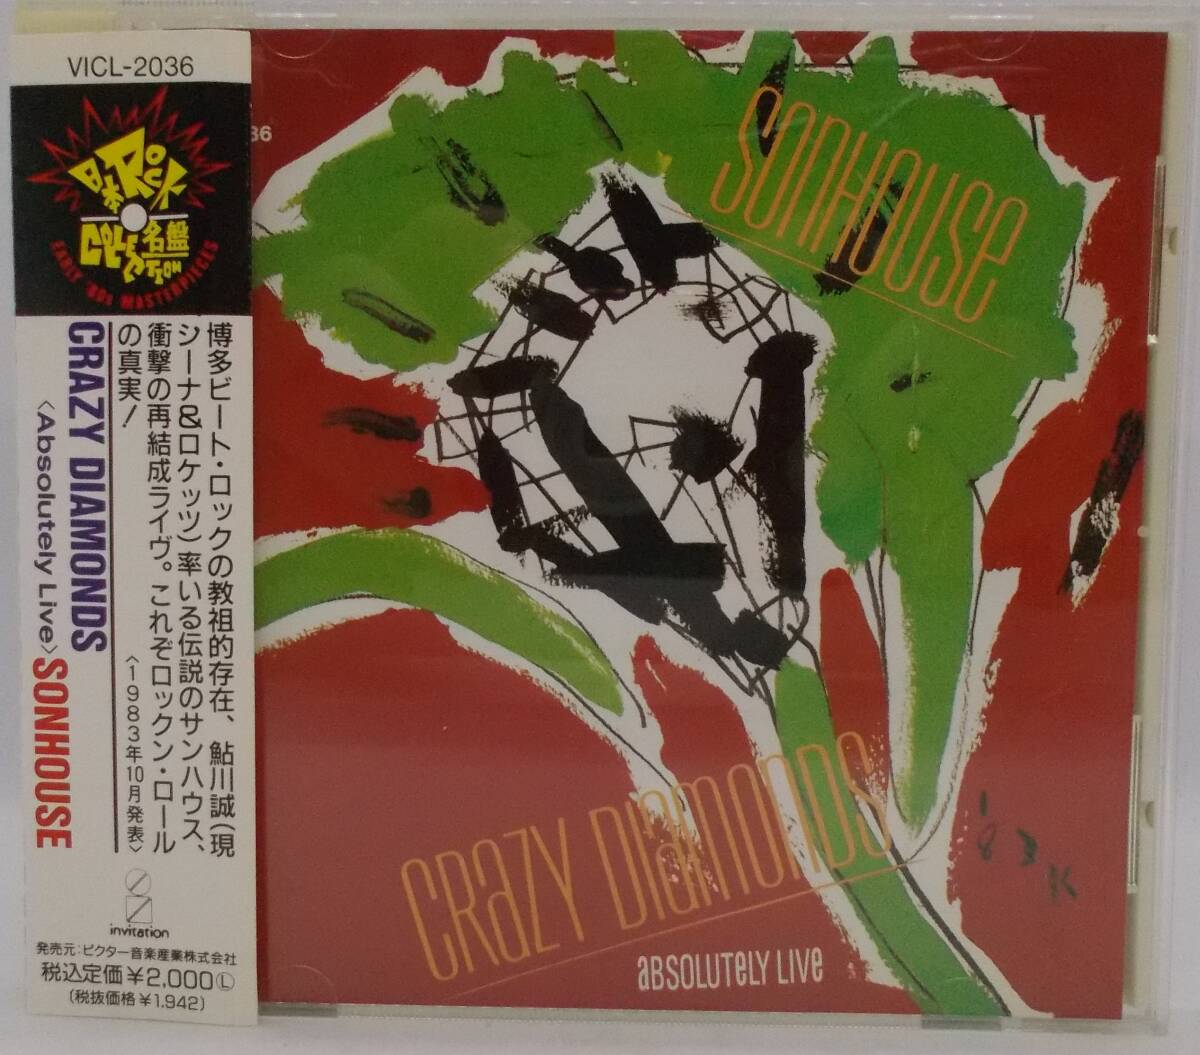 VICL-2036
日本ROCK
名盤
COLLECTION
EARLY '80s MASTERPIECES
博多ビート・ロックの教祖的存在、鮎川誠(現
シーナ&ロケッツ)率いる伝説のサンハウス、
衝撃の再結成ライヴ。これぞロックン・ロール
の真実!
〈1983年10月発表〉
CRAZY DIAMONDS
〈Absolutely Live〉SONHOUSE
invitation
発売元:ビクター音楽産業株式会社
税込定価¥2,000Ⓛ
(税抜価格¥1,942)
36
SONHOUSe
CRaZY DIamONDS
aBSOLUTeLY LIVe
'83 K